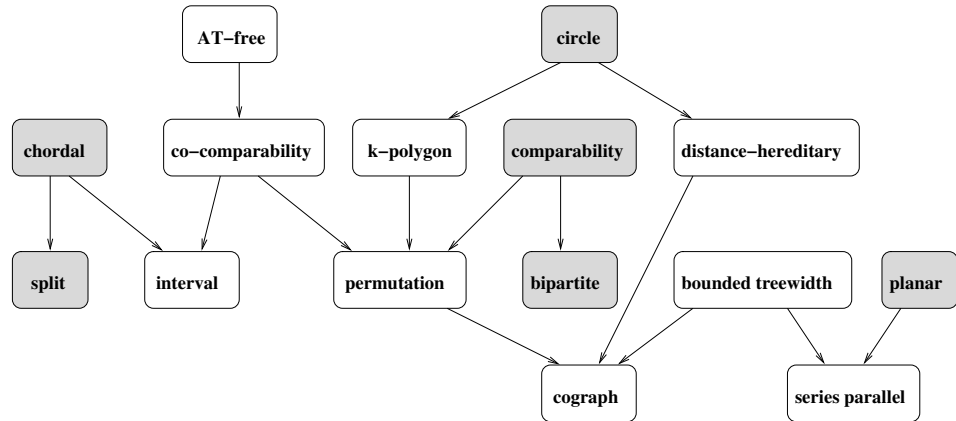 AT-free
circle
chordal
co-comparability
k-polygon
comparability
distance-hereditary
split
interval
permutation
bipartite
bounded treewidth
planar
cograph
series parallel